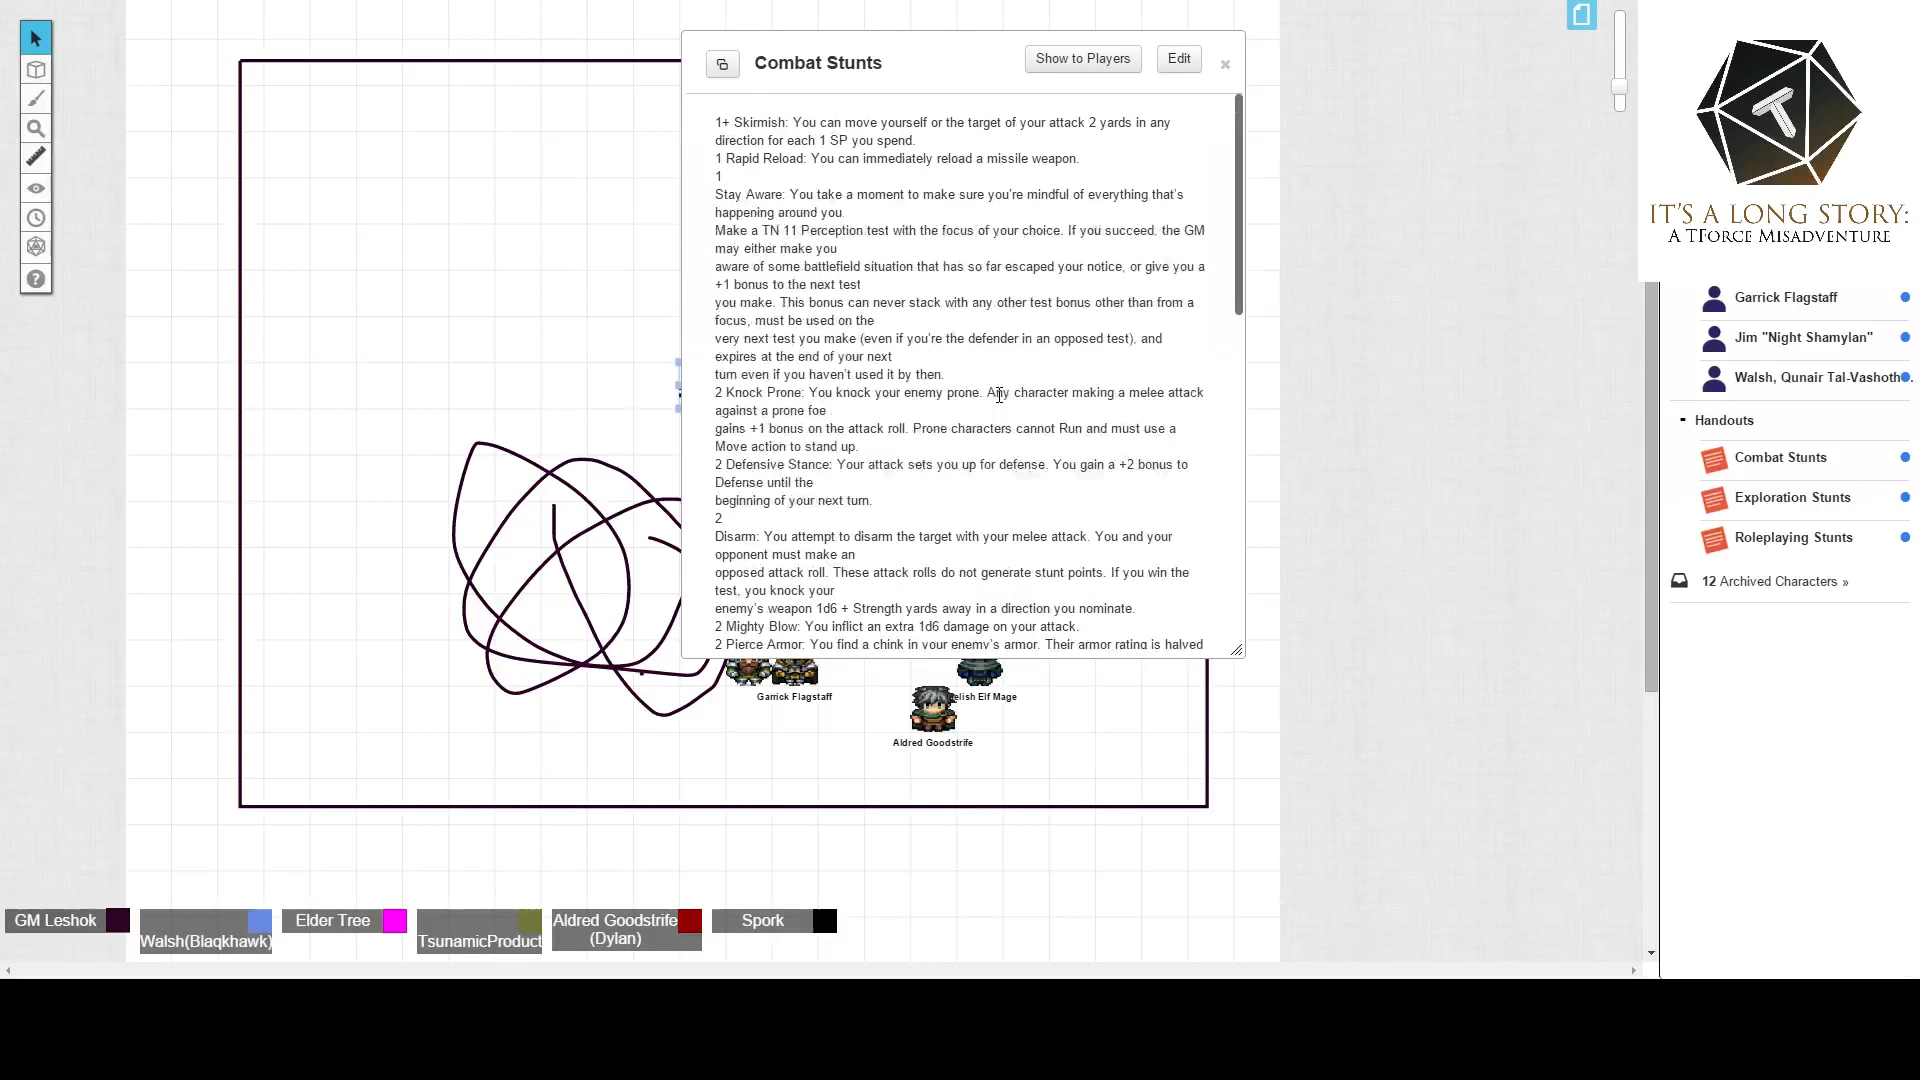 Combat Stunts
Show to Players
Edit
×
1+ Skirmish: You can move yourself or the target of your attack 2 yards in any
direction for each 1 SP you spend.
1 Rapid Reload: You can immediately reload a missile weapon.
1
Stay Aware: You take a moment to make sure you're mindful of everything that's
happening around you.
Make a TN 11 Perception test with the focus of your choice. If you succeed, the GM
may either make you
aware of some battlefield situation that has so far escaped your notice, or give you a
+1 bonus to the next test
you make. This bonus can never stack with any other test bonus other than from a
focus, must be used on the
very next test you make (even if you're the defender in an opposed test), and
expires at the end of your next
turn even if you haven't used it by then.
2 Knock Prone: You knock your enemy prone. Any character making a melee attack
against a prone foe
gains +1 bonus on the attack roll. Prone characters cannot Run and must use a
Move action to stand up.
2 Defensive Stance: Your attack sets you up for defense. You gain a +2 bonus to
Defense until the
beginning of your next turn.
2
Disarm: You attempt to disarm the target with your melee attack. You and your
opponent must make an
opposed attack roll. These attack rolls do not generate stunt points. If you win the
test, you knock your
enemy's weapon 1d6 + Strength yards away in a direction you nominate.
2 Mighty Blow: You inflict an extra 1d6 damage on your attack.
2 Pierce Armor: You find a chink in your enemy's armor. Their armor rating is halved
Garrick Flagstaff
elish Elf Mage
Aldred Goodstrife
GM Leshok
Walsh(Blaqkhawk)
Elder Tree
TsunamicProduct
Aldred Goodstrife
(Dylan)
Spork
T
IT'S A LONG STORY:
A TFORCE MISADVENTURE
Garrick Flagstaff
Jim "Night Shamylan"
Walsh, Qunair Tal-Vashoth
Handouts
Combat Stunts
Exploration Stunts
Roleplaying Stunts
12 Archived Characters »